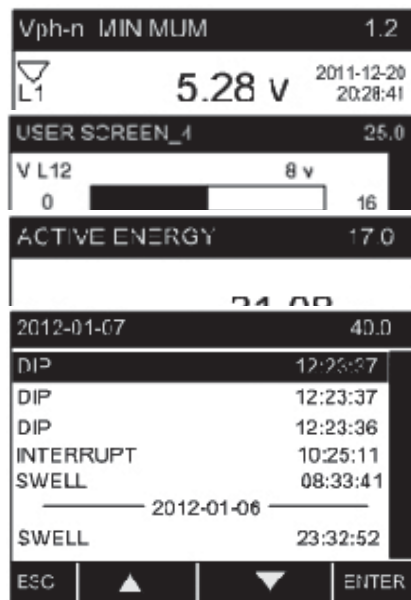 Vph-n MINIMUM 1.2
L1 5.28 v 2011-12-20
20:28:41
USER SCREEN_4 25.0
V L12 8 v
0 16
ACTIVE ENERGY 17.0
2012-01-07 40.0
DIP 12:23:37
DIP 12:23:37
DIP 12:23:36
INTERRUPT 10:25:11
SWELL 08:33:41
2012-01-06
SWELL 23:32:52
ESC ▲ ▼ ENTER